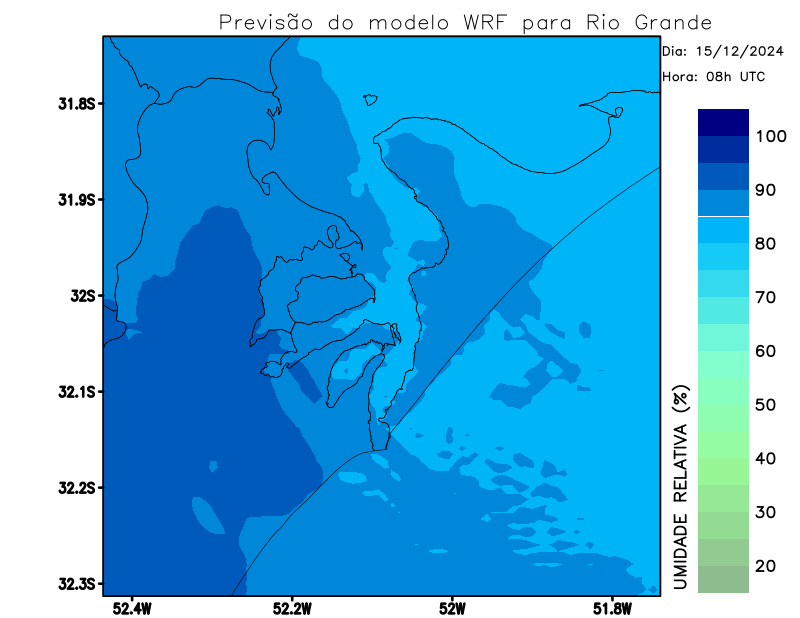 Previsão do modelo WRF para Rio Grande
Dia: 15/12/2024
Hora: 08h UTC
31.8S
31.9S
32S
32.1S
32.2S
32.3S
52.4W 52.2W 52W 51.8W
100
90
80
70
60
50
40
30
20
UMIDADE RELATIVA (%)